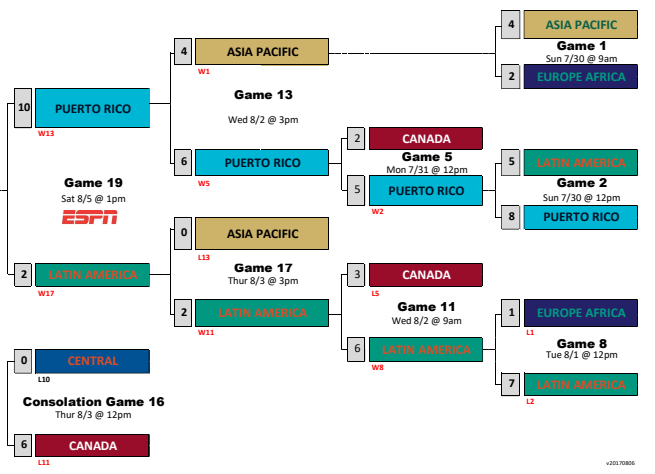 4 ASIA PACIFIC
Game 1
Sun 7/30 @ 9am
2 EUROPE AFRICA
4 ASIA PACIFIC
W1
Game 13
Wed 8/2 @ 3pm
10 PUERTO RICO
W13
6 PUERTO RICO
W5
2 CANADA
Game 5
Mon 7/31 @ 12pm
5 PUERTO RICO
W2
5 LATIN AMERICA
Game 2
Sun 7/30 @ 12pm
8 PUERTO RICO
Game 19
Sat 8/5 @ 1pm
ESPN
2 LATIN AMERICA
W17
0 ASIA PACIFIC
L13
Game 17
Thur 8/3 @ 3pm
2 LATIN AMERICA
W11
3 CANADA
L5
Game 11
Wed 8/2 @ 9am
6 LATIN AMERICA
W8
1 EUROPE AFRICA
L1
Game 8
Tue 8/1 @ 12pm
7 LATIN AMERICA
L2
0 CENTRAL
L10
Consolation Game 16
Thur 8/3 @ 12pm
6 CANADA
L11
v20170806